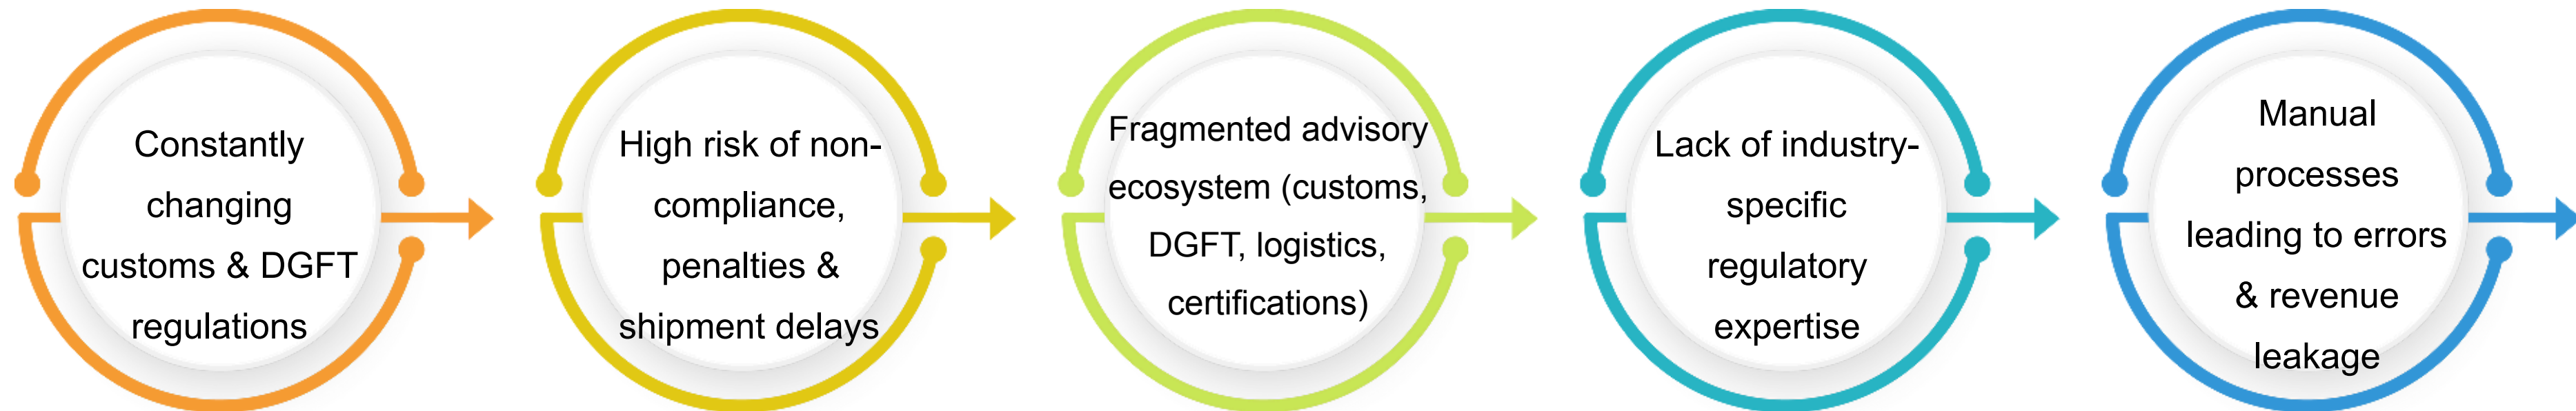 Constantly
changing
customs & DGFT
regulations
High risk of non-
compliance,
penalties &
shipment delays
Fragmented advisory
ecosystem (customs,
DGFT, logistics,
certifications)
Lack of industry-
specific
regulatory
expertise
Manual
processes
leading to errors
& revenue
leakage